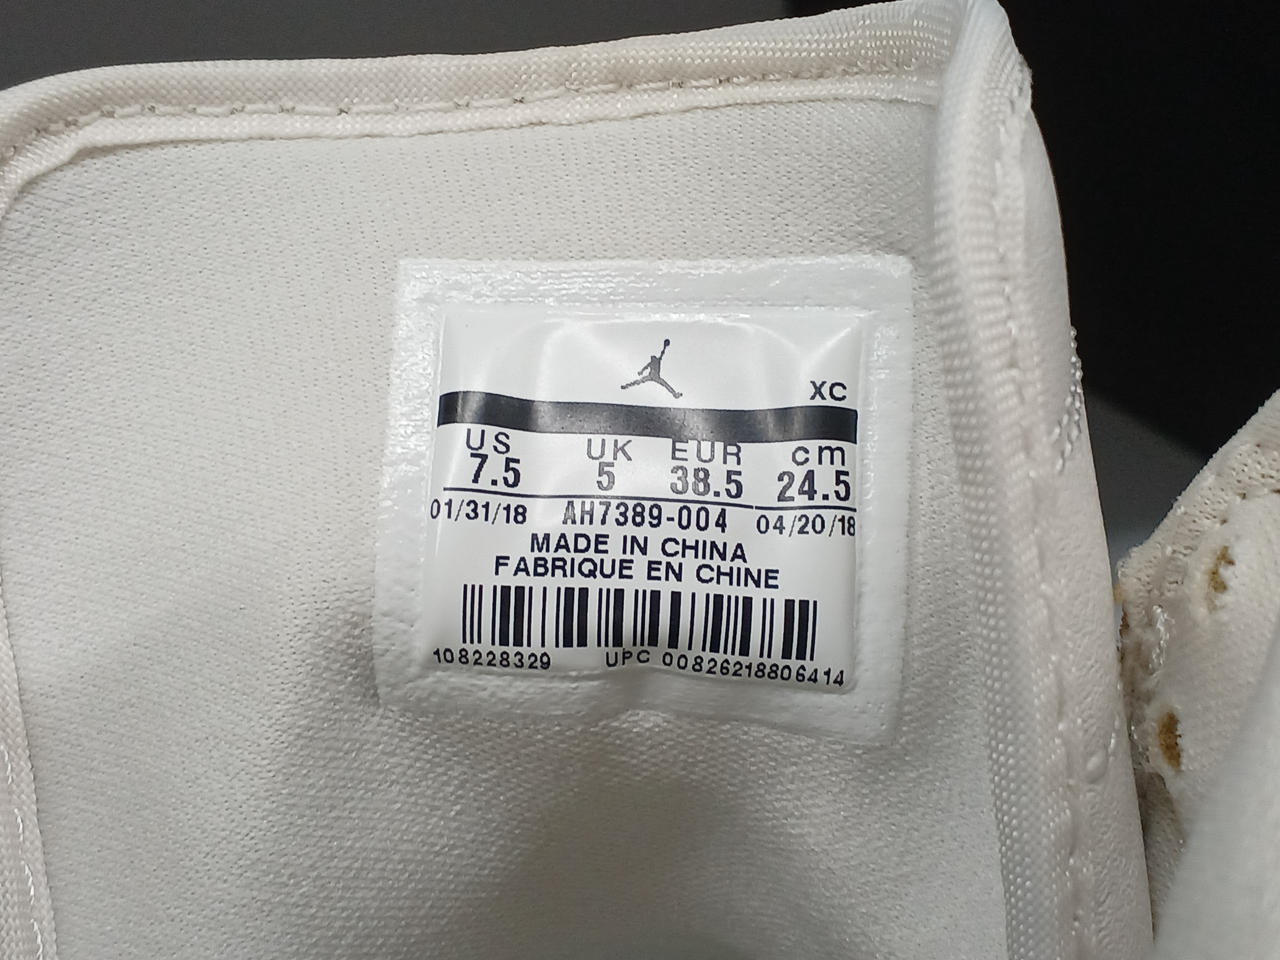 XC
US UK EUR cm
7.5 5 38.5 24.5
01/31/18 AH7389-004 04/20/18
MADE IN CHINA
FABRIQUE EN CHINE
108228329 UPC 00826218806414